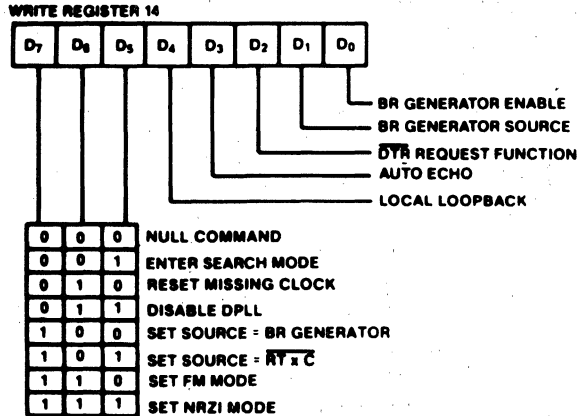 WRITE REGISTER 14
D7 D6 D5 D4 D3 D2 D1 D0
BR GENERATOR ENABLE
BR GENERATOR SOURCE
DTR REQUEST FUNCTION
AUTO ECHO
LOCAL LOOPBACK
0 0 0 NULL COMMAND
0 0 1 ENTER SEARCH MODE
0 1 0 RESET MISSING CLOCK
0 1 1 DISABLE DPLL
1 0 0 SET SOURCE = BR GENERATOR
1 0 1 SET SOURCE = RT x C
1 1 0 SET FM MODE
1 1 1 SET NRZI MODE